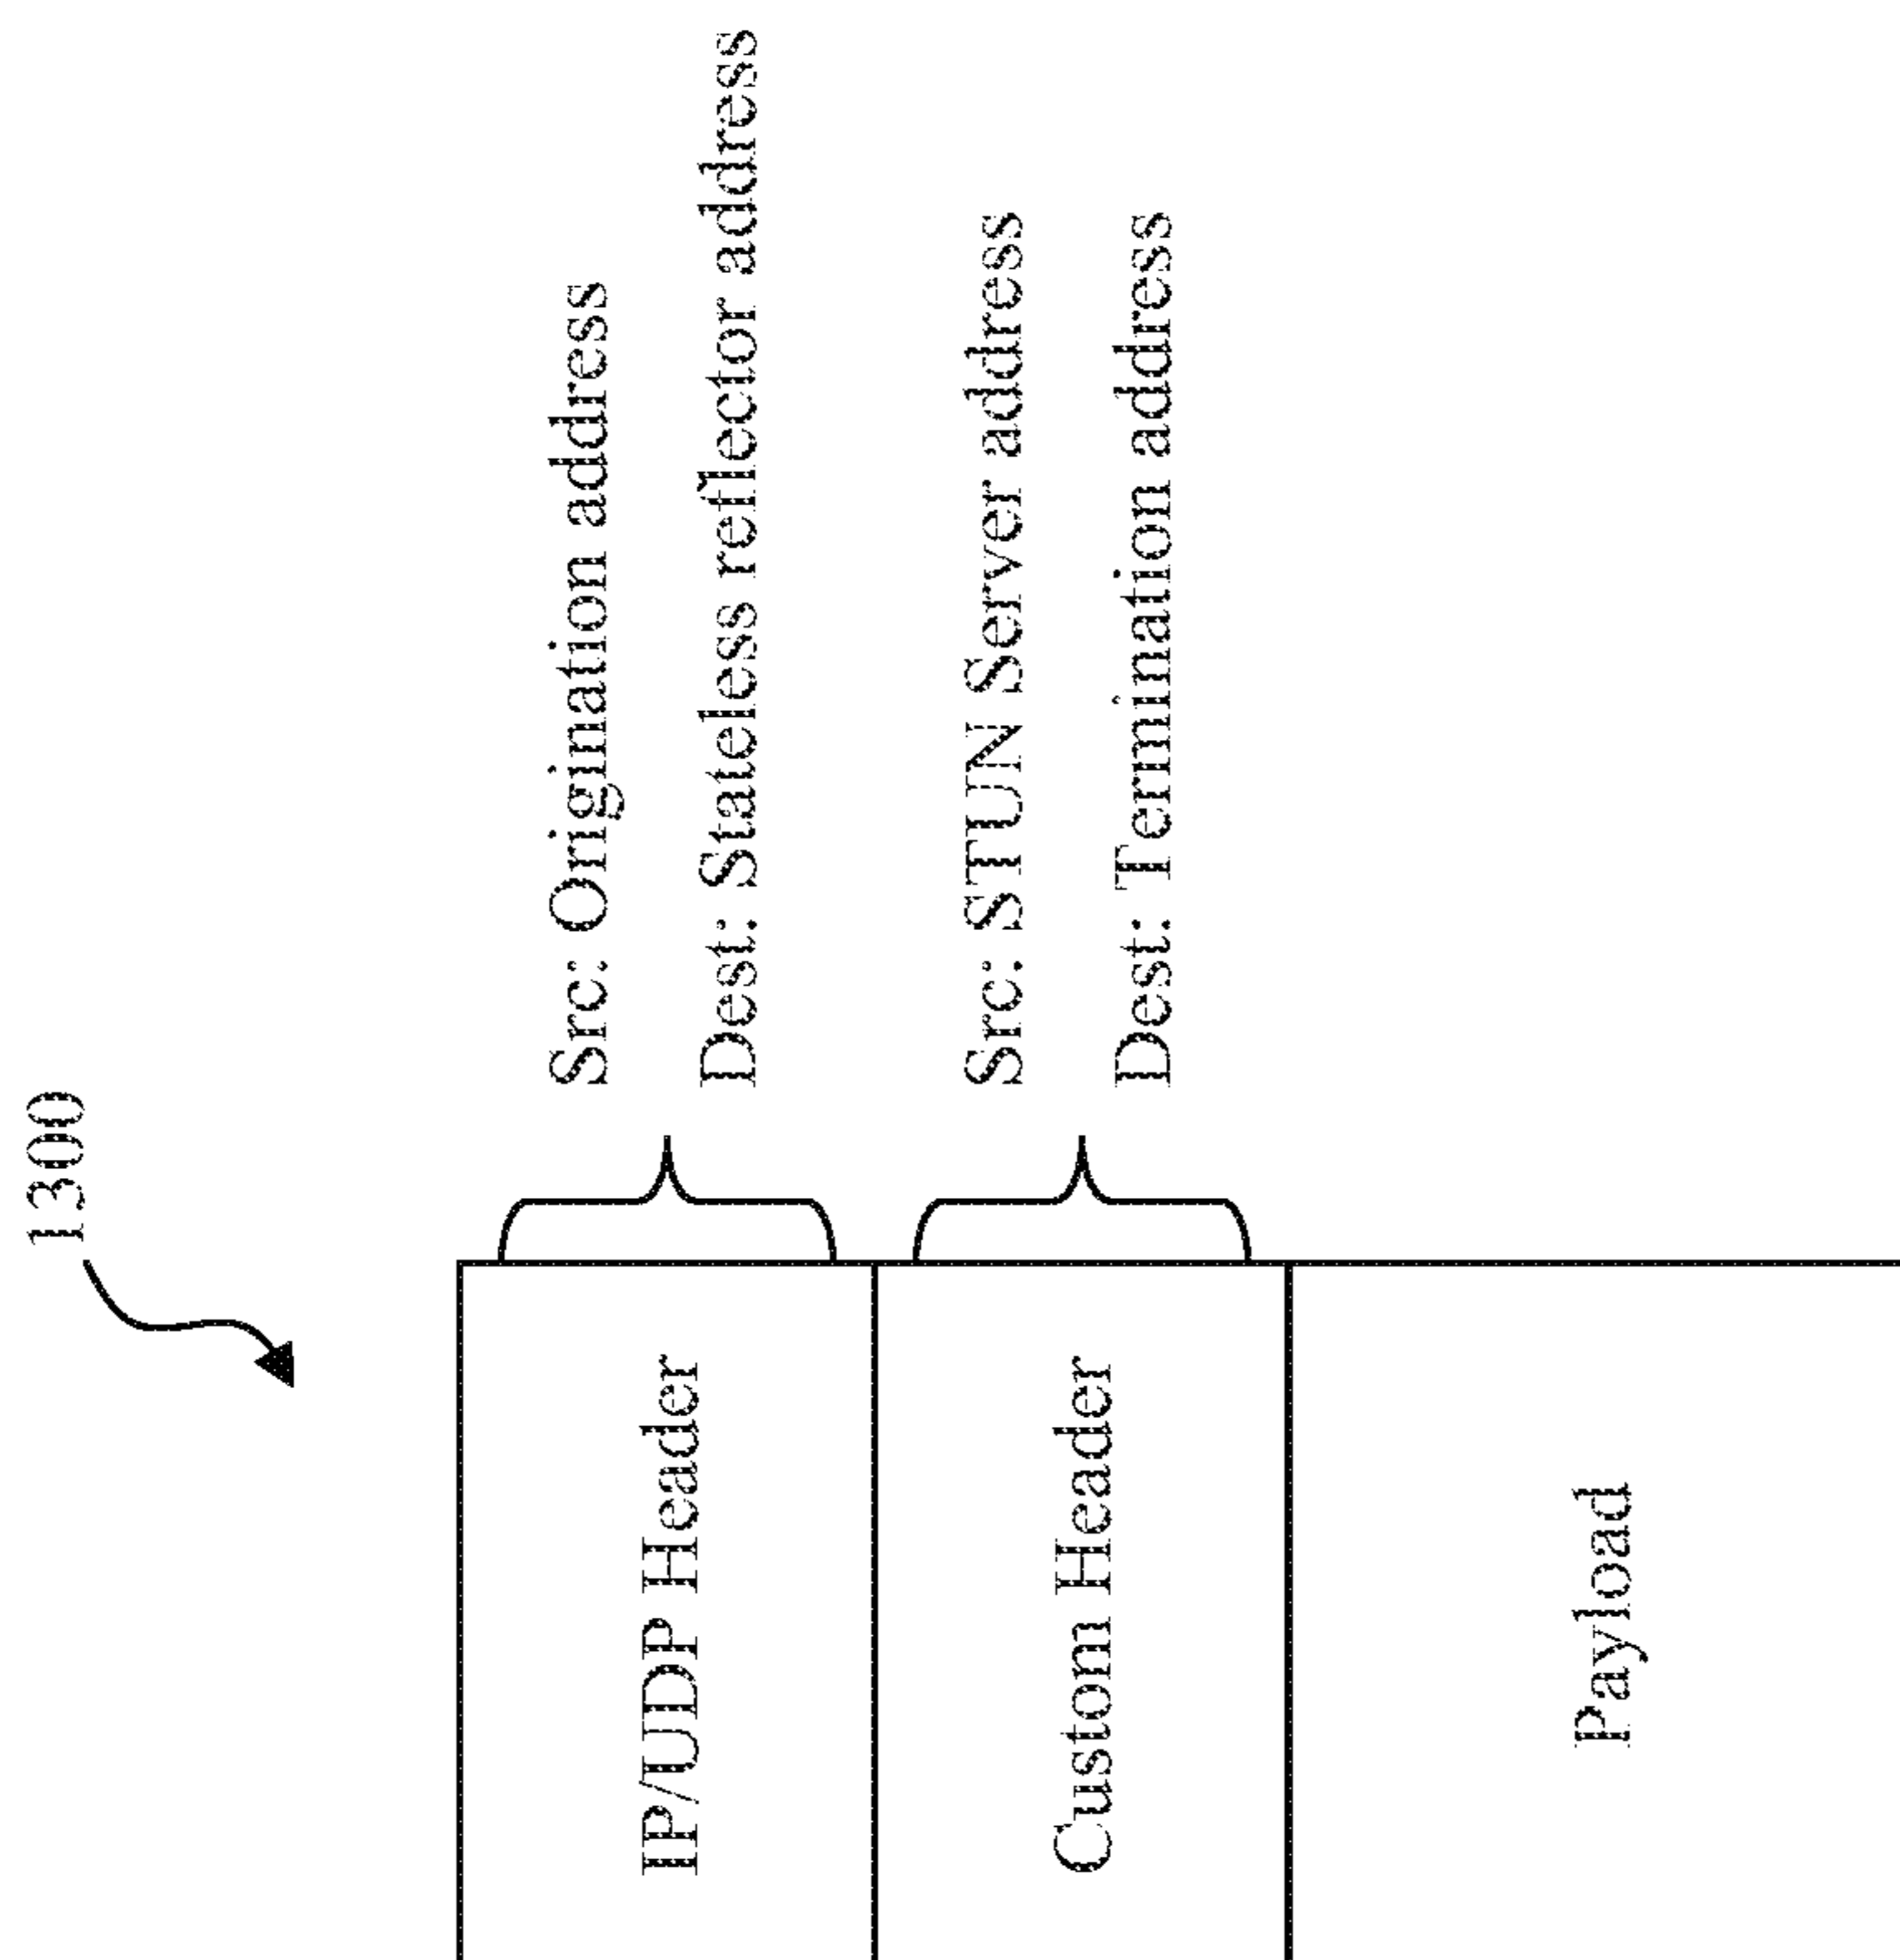 1300
IP/UDP Header
Src: Origination address
Dest: Stateless reflector address
Custom Header
Src: STUN Server address
Dest: Termination address
Payload